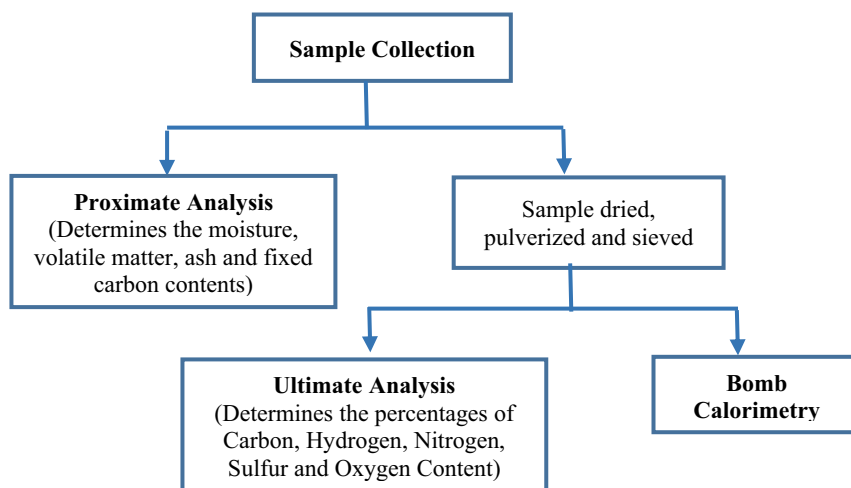 Sample Collection
Proximate Analysis
(Determines the moisture,
volatile matter, ash and fixed
carbon contents)
Sample dried,
pulverized and sieved
Ultimate Analysis
(Determines the percentages of
Carbon, Hydrogen, Nitrogen,
Sulfur and Oxygen Content)
Bomb
Calorimetry